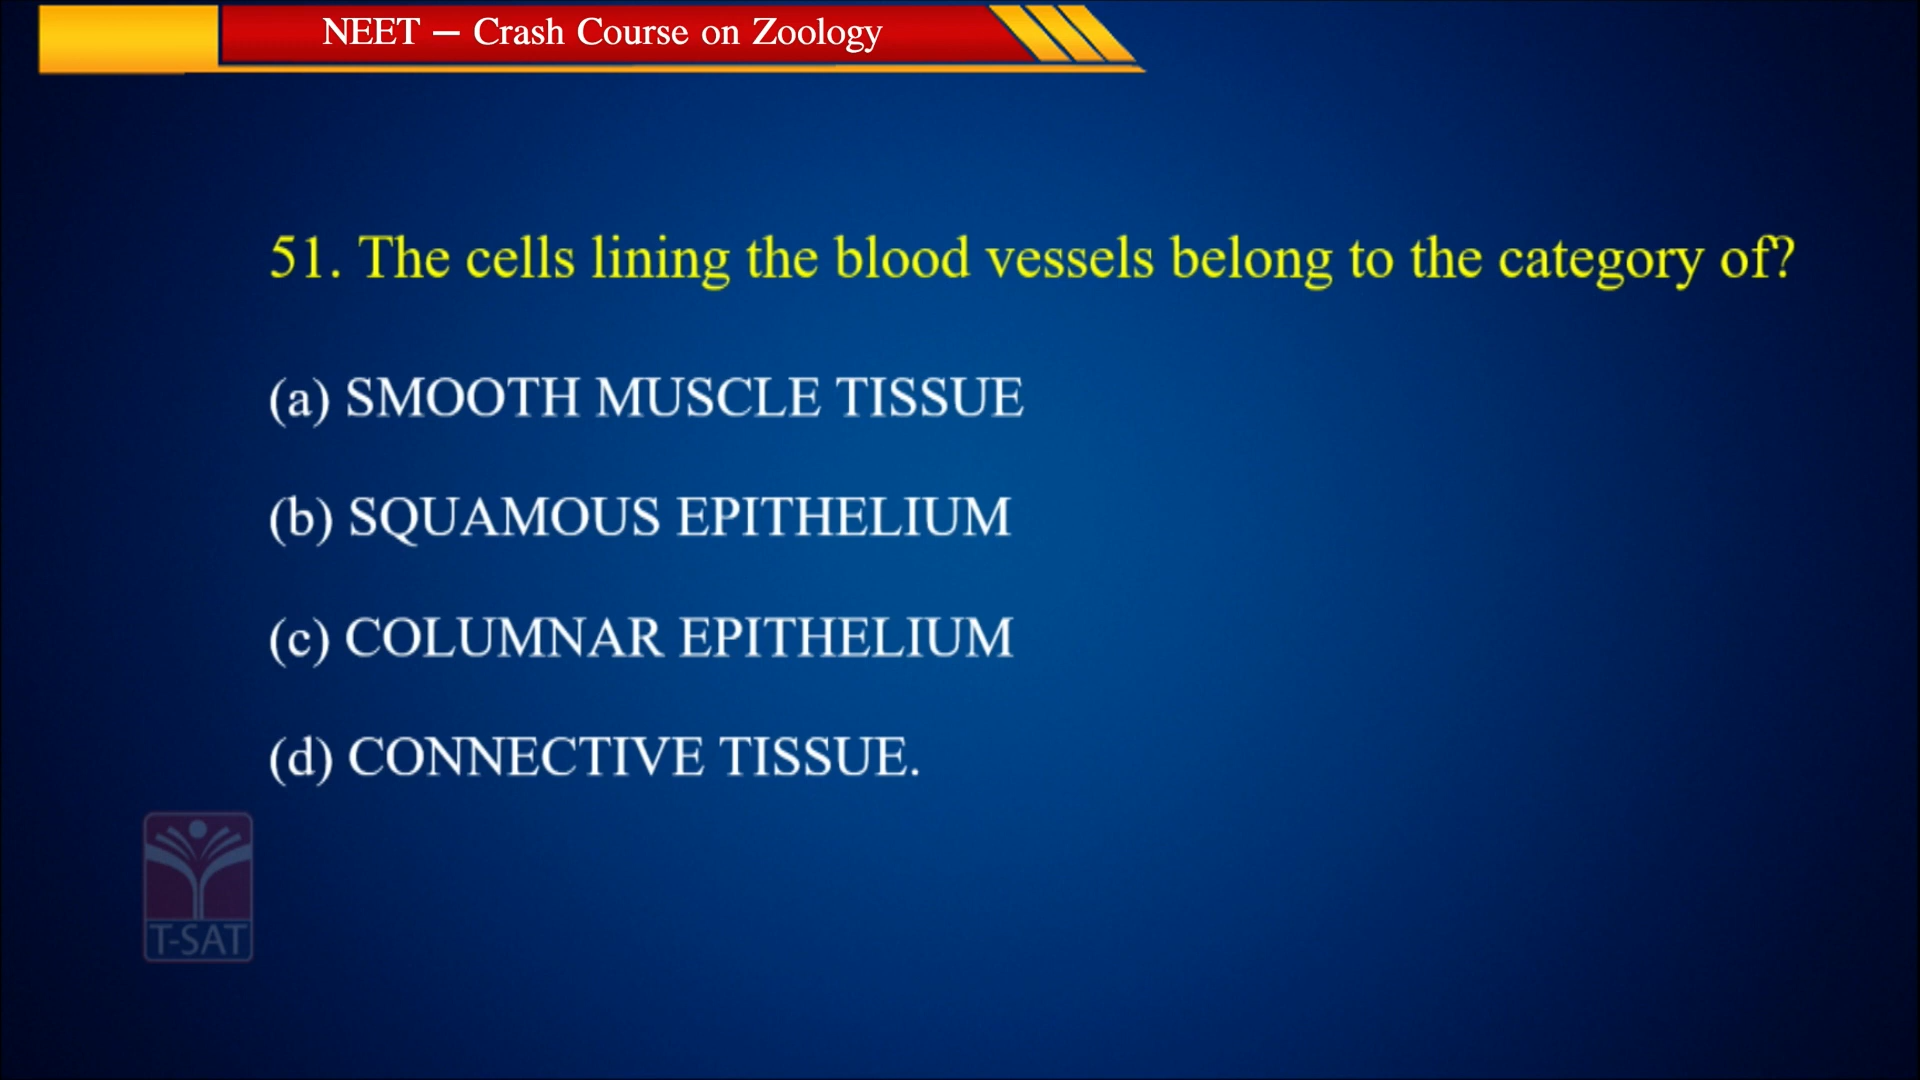 NEET – Crash Course on Zoology
51. The cells lining the blood vessels belong to the category of?
(a) SMOOTH MUSCLE TISSUE
(b) SQUAMOUS EPITHELIUM
(c) COLUMNAR EPITHELIUM
(d) CONNECTIVE TISSUE.
T-SAT